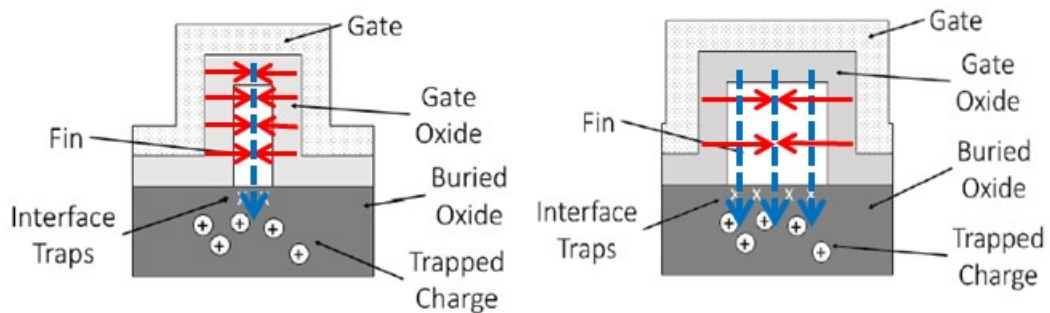 Gate
Gate
Oxide
Fin
Buried
Oxide
Interface
Traps
x x
+ + + + +
Trapped
Charge
Gate
Gate
Oxide
Fin
Buried
Oxide
Interface
Traps
x x x x
+ + + + +
Trapped
Charge